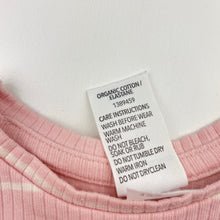 ORGANIC COTTON /
ELASTANE
1389459
CARE INSTRUCTIONS
WASH BEFORE WEAR
WARM MACHINE
WASH
DO NOT BLEACH,
SOAK OR RUB
DO NOT TUMBLE DRY
WARM IRON
DO NOT DRYCLEAN